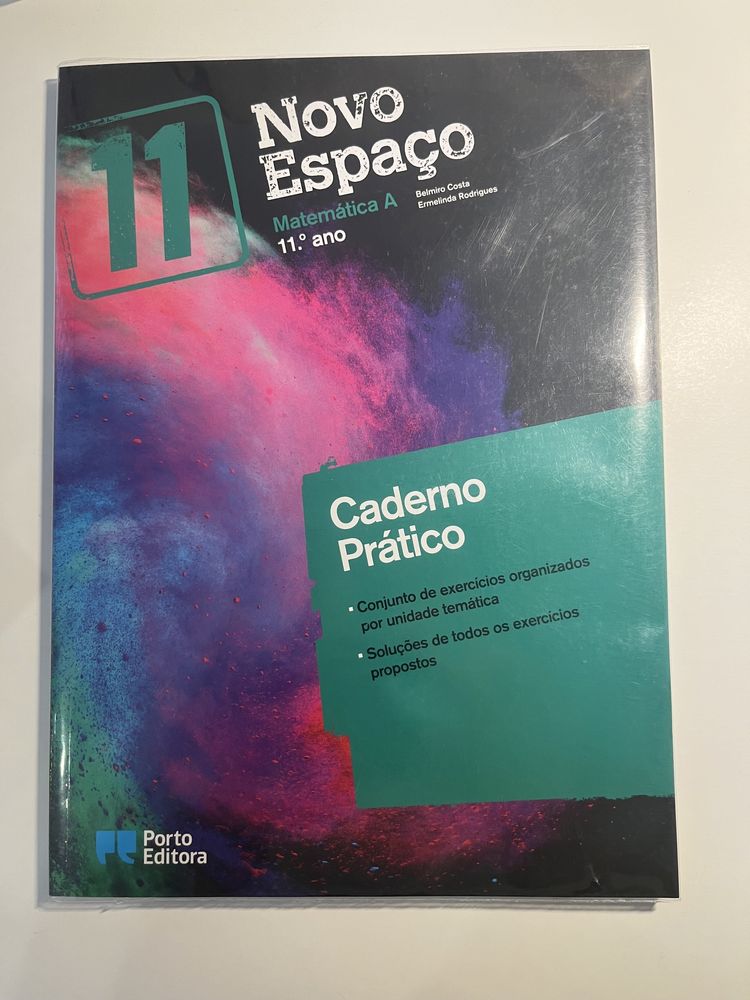 11
Novo
Espaço
Matemática A
11.º ano
Belmiro Costa
Ermelinda Rodrigues
Caderno
Prático
▪ Conjunto de exercícios organizados
por unidade temática
▪ Soluções de todos os exercícios
propostos
Porto
Editora